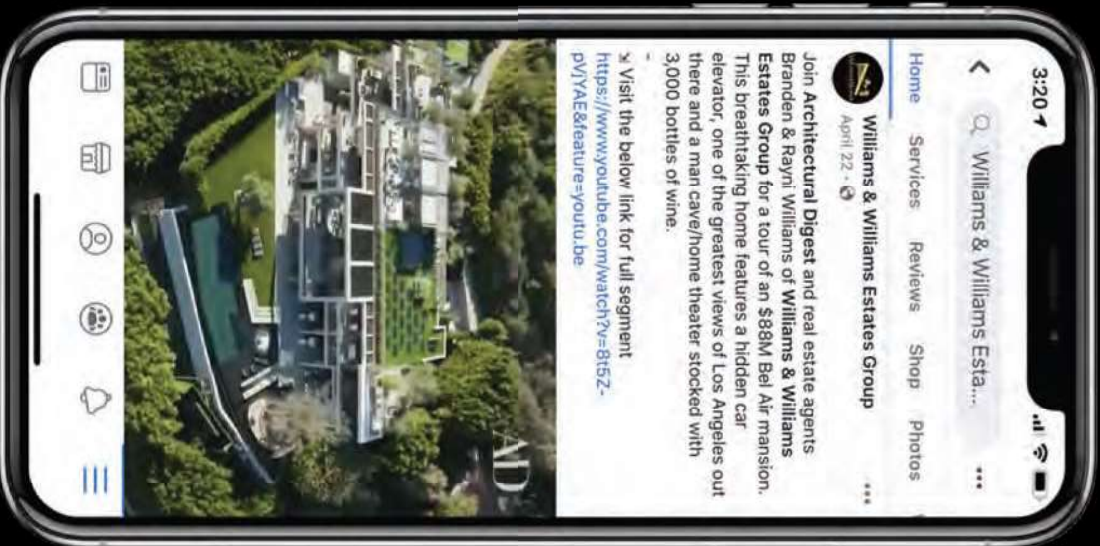 3:20
Williams & Williams Esta...
Home Services Reviews Shop Photos
Williams & Williams Estates Group
April 22
Join Architectural Digest and real estate agents
Branden & Rayni Williams of Williams & Williams
Estates Group for a tour of an $88M Bel Air mansion.
This breathtaking home features a hidden car
elevator, one of the greatest views of Los Angeles out
there and a man cave/home theater stocked with
3,000 bottles of wine.
-
Visit the below link for full segment
https://www.youtube.com/watch?v=8t5Z-
pVjYAE&feature=youtu.be
AD